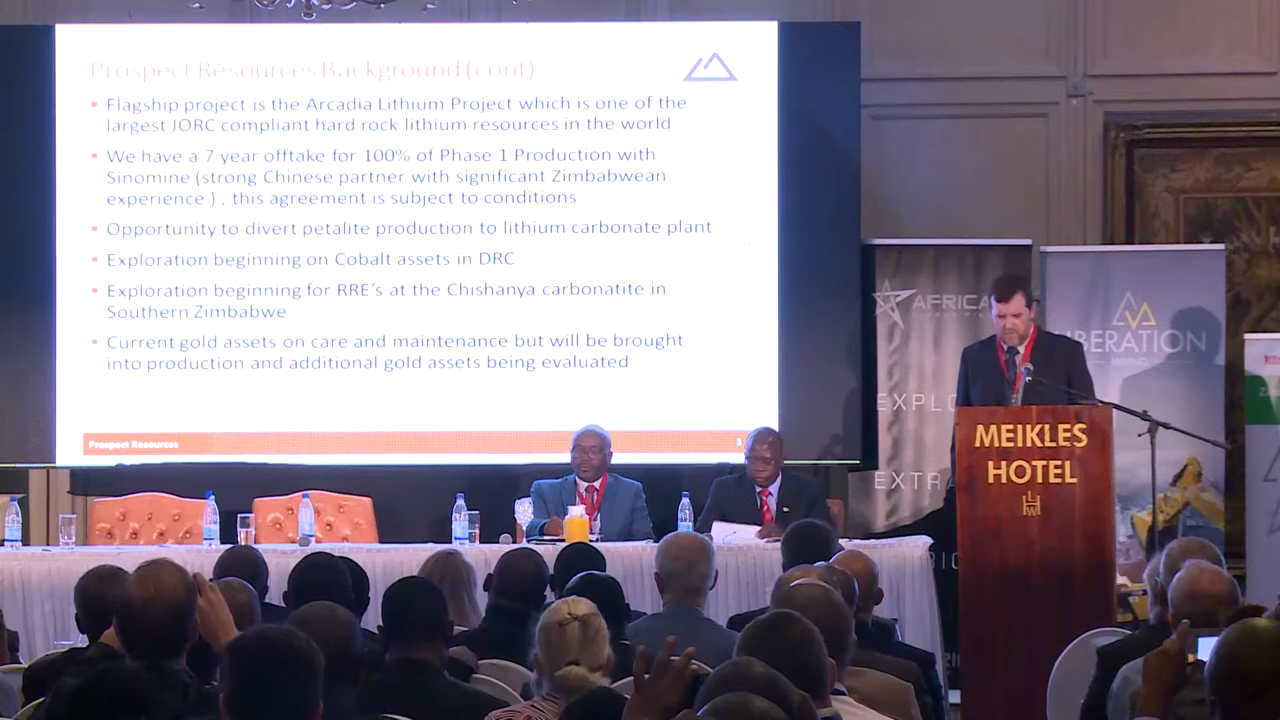 Prospect Resources Background (cont)
▪ Flagship project is the Arcadia Lithium Project which is one of the
largest JORC compliant hard rock lithium resources in the world
▪ We have a 7 year offtake for 100% of Phase 1 Production with
Sinomine (strong Chinese partner with significant Zimbabwean
experience ) , this agreement is subject to conditions
▪ Opportunity to divert petalite production to lithium carbonate plant
▪ Exploration beginning on Cobalt assets in DRC
▪ Exploration beginning for RRE's at the Chishanya carbonatite in
Southern Zimbabwe
▪ Current gold assets on care and maintenance but will be brought
into production and additional gold assets being evaluated
Prospect Resources
AFRICA
EXPLO
EXTRA
IBERATION
MINING
MEIKLES
HOTEL